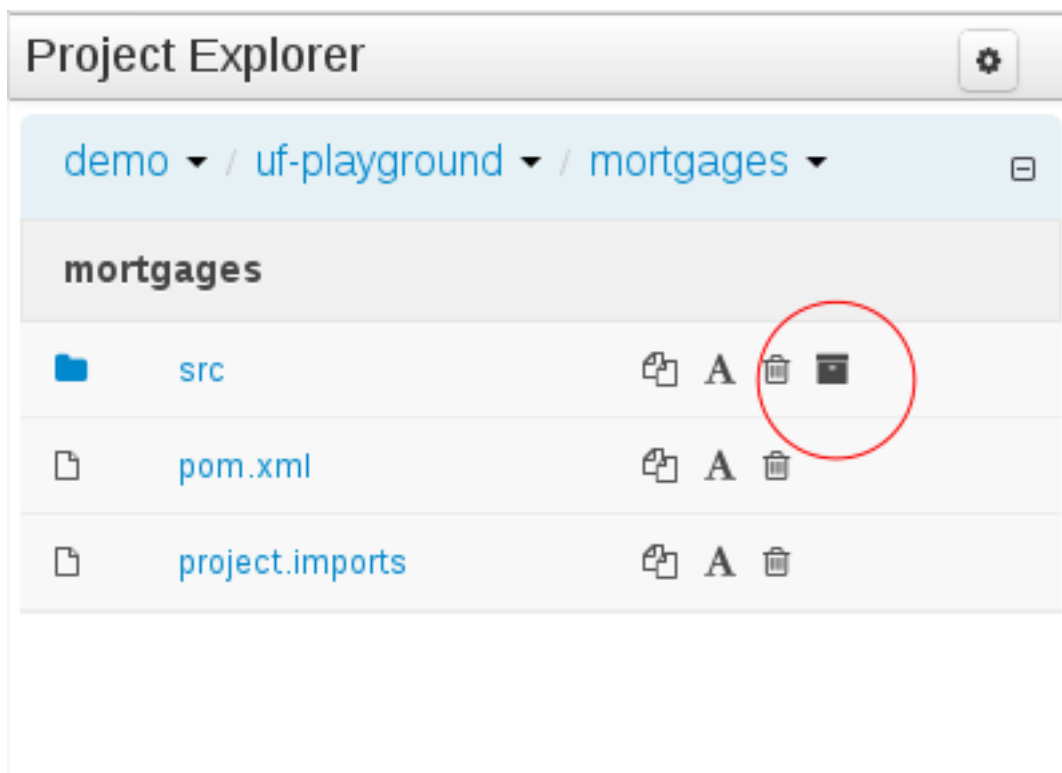 Project Explorer
demo / uf-playground / mortgages
mortgages
src
pom.xml
project.imports